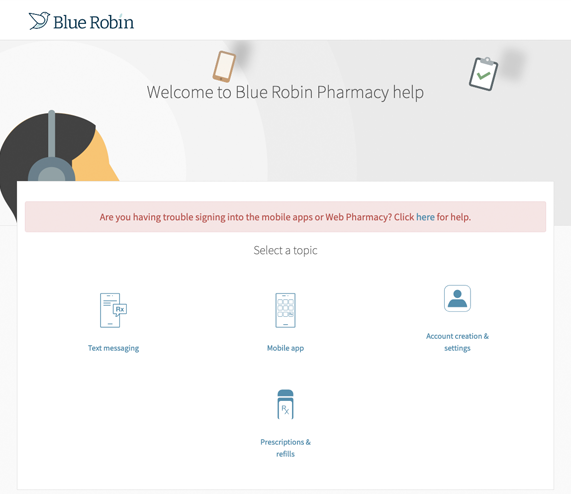 Blue Robin
Welcome to Blue Robin Pharmacy help
Are you having trouble signing into the mobile apps or Web Pharmacy? Click here for help.
Select a topic
Rx
Text messaging
Mobile app
Account creation &
settings
Rx
Prescriptions &
refills